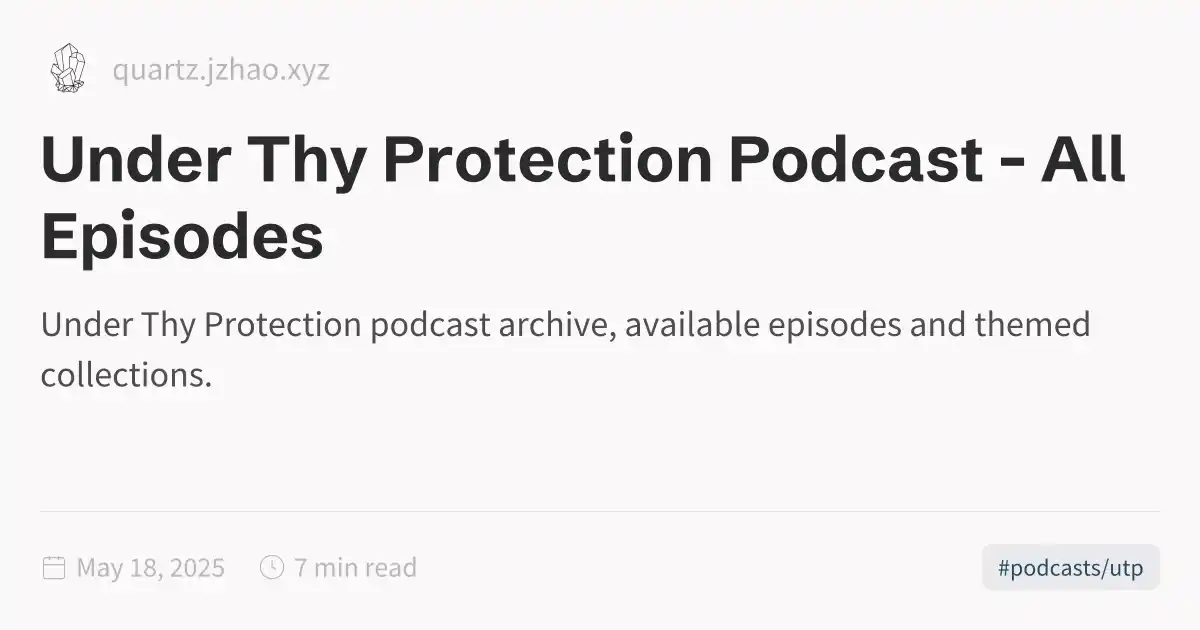 quartz.jzhao.xyz
Under Thy Protection Podcast - All
Episodes
Under Thy Protection podcast archive, available episodes and themed
collections.
May 18, 2025
7 min read
#podcasts/utp